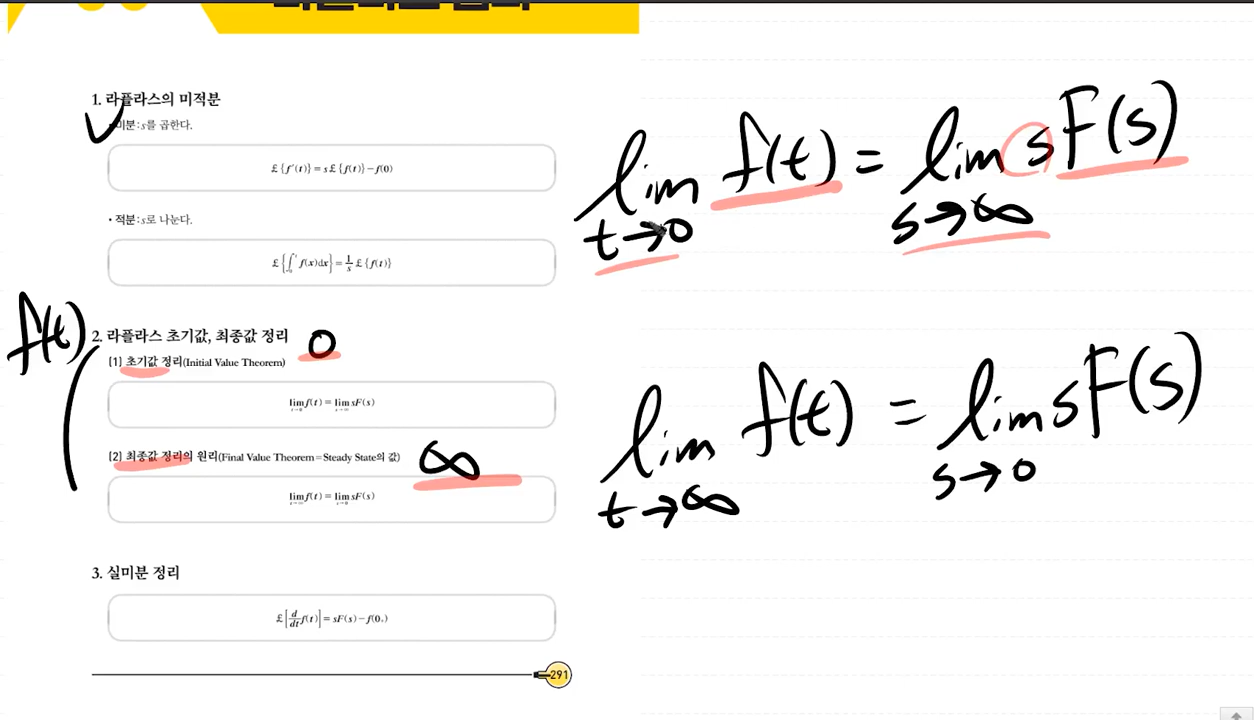 1. 라플라스의 미적분
• 미분 : s를 곱한다.
£{f′(t)} = s£{f(t)} − f(0)
• 적분 : s로 나눈다.
£{∫₀ᵗ f(x)dx} = 1/s £{f(t)}
f(t)
2. 라플라스 초기값, 최종값 정리
0
[1] 초기값 정리(Initial Value Theorem)
lim t→0 f(t) = lim s→∞ sF(s)
[2] 최종값 정리의 원리(Final Value Theorem = Steady State의 값)
∞
lim t→∞ f(t) = lim s→0 sF(s)
3. 실미분 정리
£[d/dt f(t)] = sF(s) − f(0₊)
291
lim t→0 f(t) = lim s→∞ sF(s)
lim t→∞ f(t) = lim s→0 sF(s)